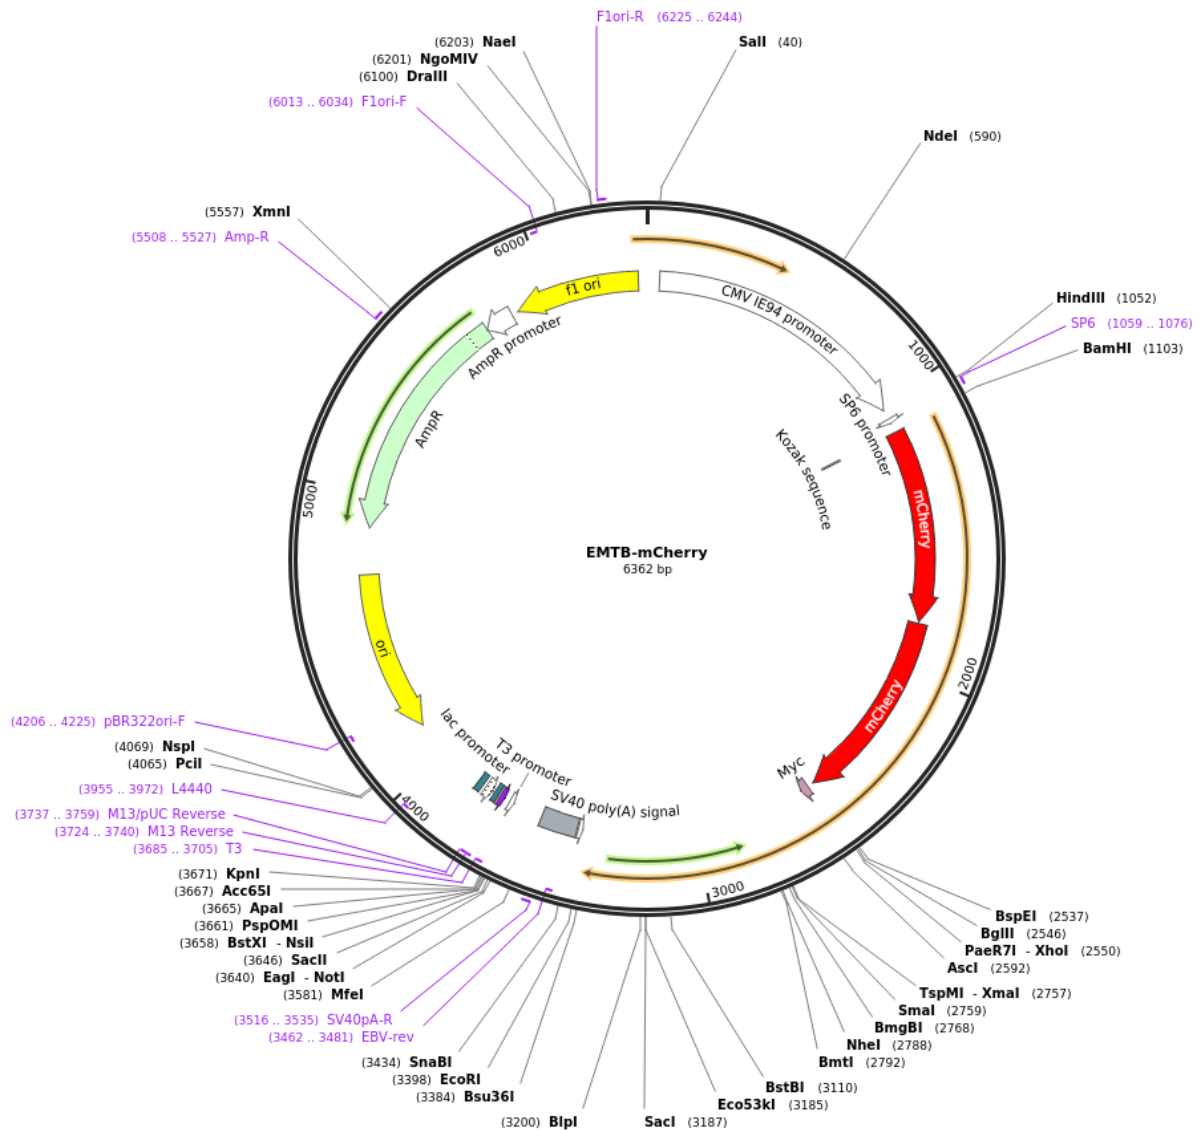 F1ori-R (6225 .. 6244)
(6203) NaeI
(6201) NgoMIV
(6100) DraIII
(6013 .. 6034) F1ori-F
SalI (40)
NdeI (590)
(5557) XmnI
(5508 .. 5527) Amp-R
HindIII (1052)
SP6 (1059 .. 1076)
BamHI (1103)
6000
1000
2000
3000
4000
5000
f1 ori
CMV IE94 promoter
AmpR promoter
AmpR
SP6 promoter
Kozak sequence
mCherry
mCherry
EMTB-mCherry
6362 bp
ori
lac promoter
T3 promoter
SV40 poly(A) signal
Myc
(4206 .. 4225) pBR322ori-F
(4069) NspI
(4065) PciI
(3955 .. 3972) L4440
(3737 .. 3759) M13/pUC Reverse
(3724 .. 3740) M13 Reverse
(3685 .. 3705) T3
(3671) KpnI
(3667) Acc65I
(3665) ApaI
(3661) PspOMI
(3658) BstXI - NsiI
(3646) SacII
(3640) EagI - NotI
(3581) MfeI
(3516 .. 3535) SV40pA-R
(3462 .. 3481) EBV-rev
(3434) SnaBI
(3398) EcoRI
(3384) Bsu36I
(3200) BlpI
SacI (3187)
Eco53kI (3185)
BstBI (3110)
BmtI (2792)
NheI (2788)
BmgBI (2768)
SmaI (2759)
TspMI - XmaI (2757)
AscI (2592)
PaeR7I - XhoI (2550)
BglII (2546)
BspEI (2537)